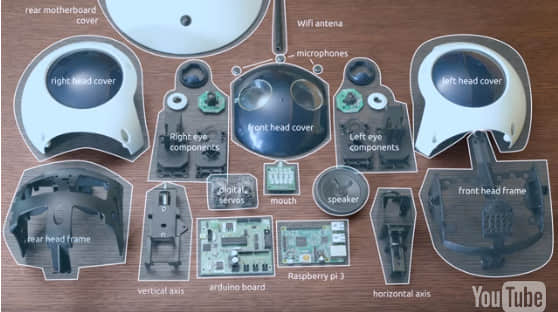 rear motherboard
cover
Wifi antena
microphones
right head cover
left head cover
Right eye
components
front head cover
Left eye
components
digital
servos
mouth
speaker
rear head frame
front head frame
vertical axis
arduino board
Raspberry pi 3
horizontal axis
YouTube